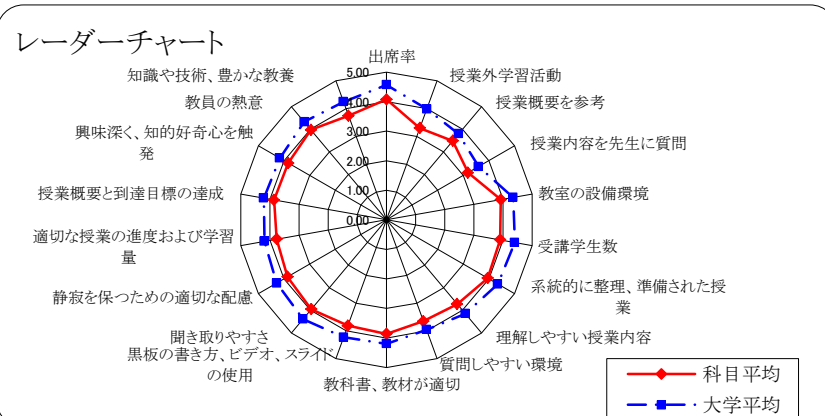 レーダーチャート
出席率
授業外学習活動
授業概要を参考
授業内容を先生に質問
教室の設備環境
受講学生数
系統的に整理、準備された授
業
理解しやすい授業内容
質問しやすい環境
教科書、教材が適切
黒板の書き方、ビデオ、スライド
の使用
聞き取りやすさ
静寂を保つための適切な配慮
適切な授業の進度および学習
量
授業概要と到達目標の達成
興味深く、知的好奇心を触
発
教員の熱意
知識や技術、豊かな教養
5.00
4.00
3.00
2.00
1.00
0.00
科目平均
大学平均